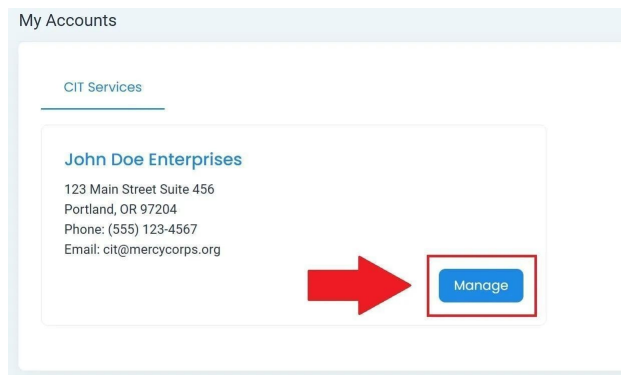 My Accounts
CIT Services
John Doe Enterprises
123 Main Street Suite 456
Portland, OR 97204
Phone: (555) 123-4567
Email: cit@mercycorps.org
Manage